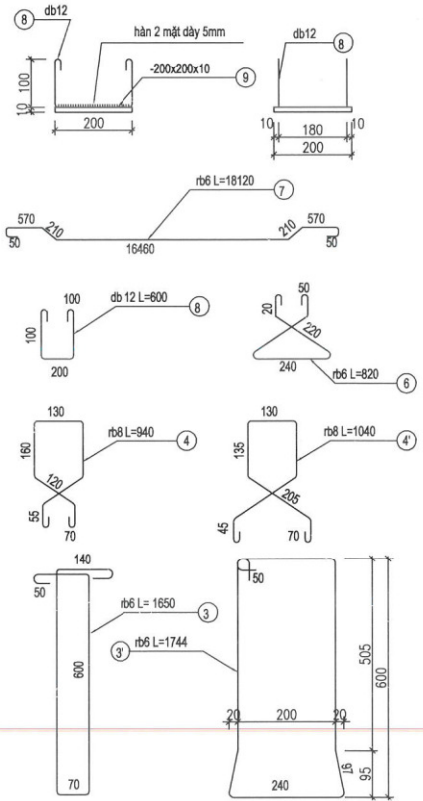 8 db12
hàn 2 mặt dày 5mm
-200x200x10 9
100
10
200
db12
8
10 180 10
200
rb6 L=18120 7
570 210 210 570
50 16460 50
100 db 12 L=600 8
100
200
50
20 220
240
rb6 L=820 6
130
rb8 L=940 4
160
120
55 70
130
rb8 L=1040 4'
135
205
45 70
140
50
rb6 L= 1650 3
600
70
50
3' rb6 L=1744
505
600
20 200 20
97 95
240